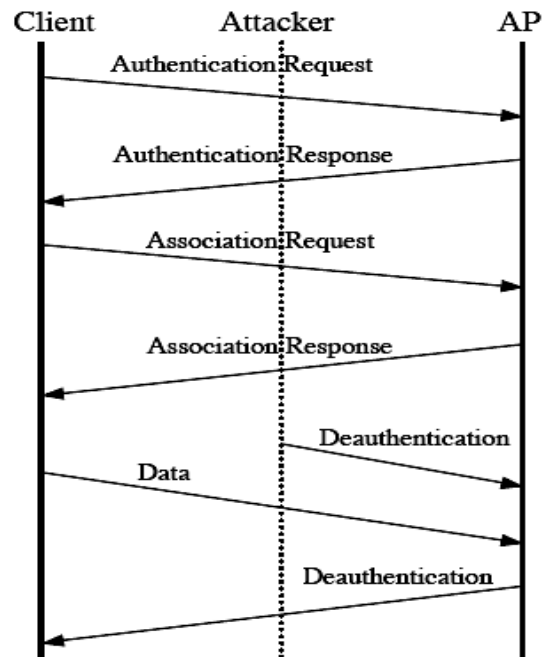 Client Attacker AP
Authentication Request
Authentication Response
Association Request
Association Response
Deauthentication
Data
Deauthentication